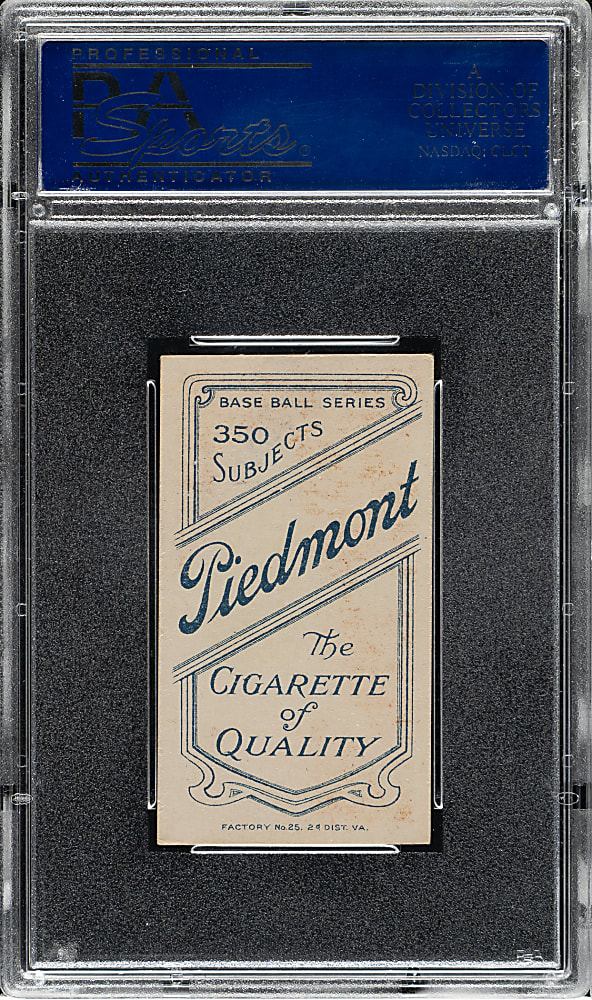 PROFESSIONAL
PSA
Sports®
AUTHENTICATOR
A
DIVISION OF
COLLECTORS
UNIVERSE
NASDAQ: CLCT
BASE BALL SERIES
350
SUBJECTS
Piedmont
The
CIGARETTE
of
QUALITY
FACTORY No. 25. 2d DIST. VA.
PSA